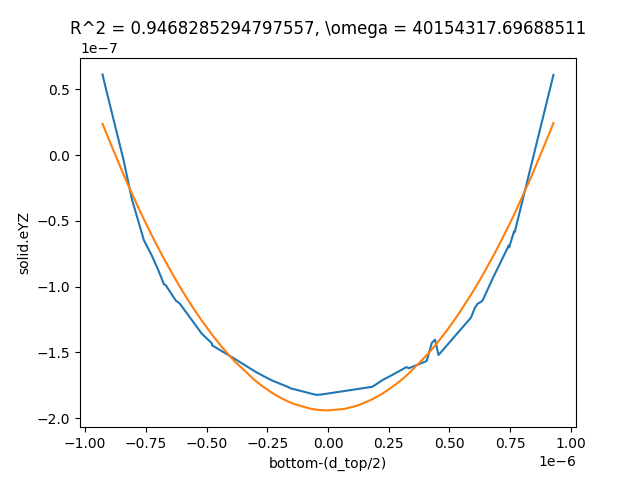 R^2 = 0.9468285294797557, \omega = 40154317.69688511
1e−7
0.5
0.0
−0.5
−1.0
−1.5
−2.0
solid.eYZ
−1.00 −0.75 −0.50 −0.25 0.00 0.25 0.50 0.75 1.00
bottom-(d_top/2)
1e−6